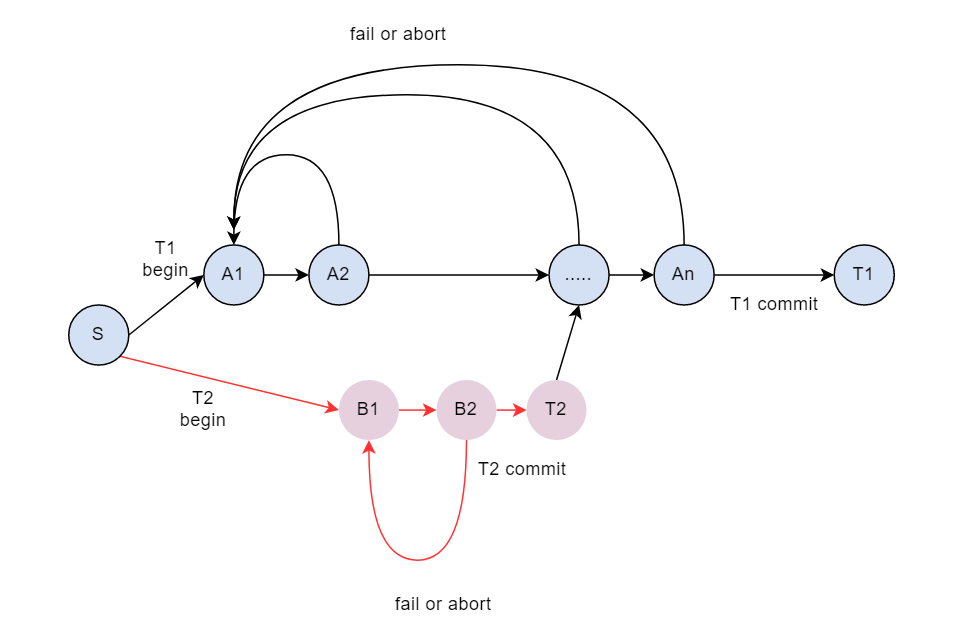 fail or abort
T1
begin
A1
A2
.....
An
T1
T1 commit
S
T2
begin
B1
B2
T2
T2 commit
fail or abort